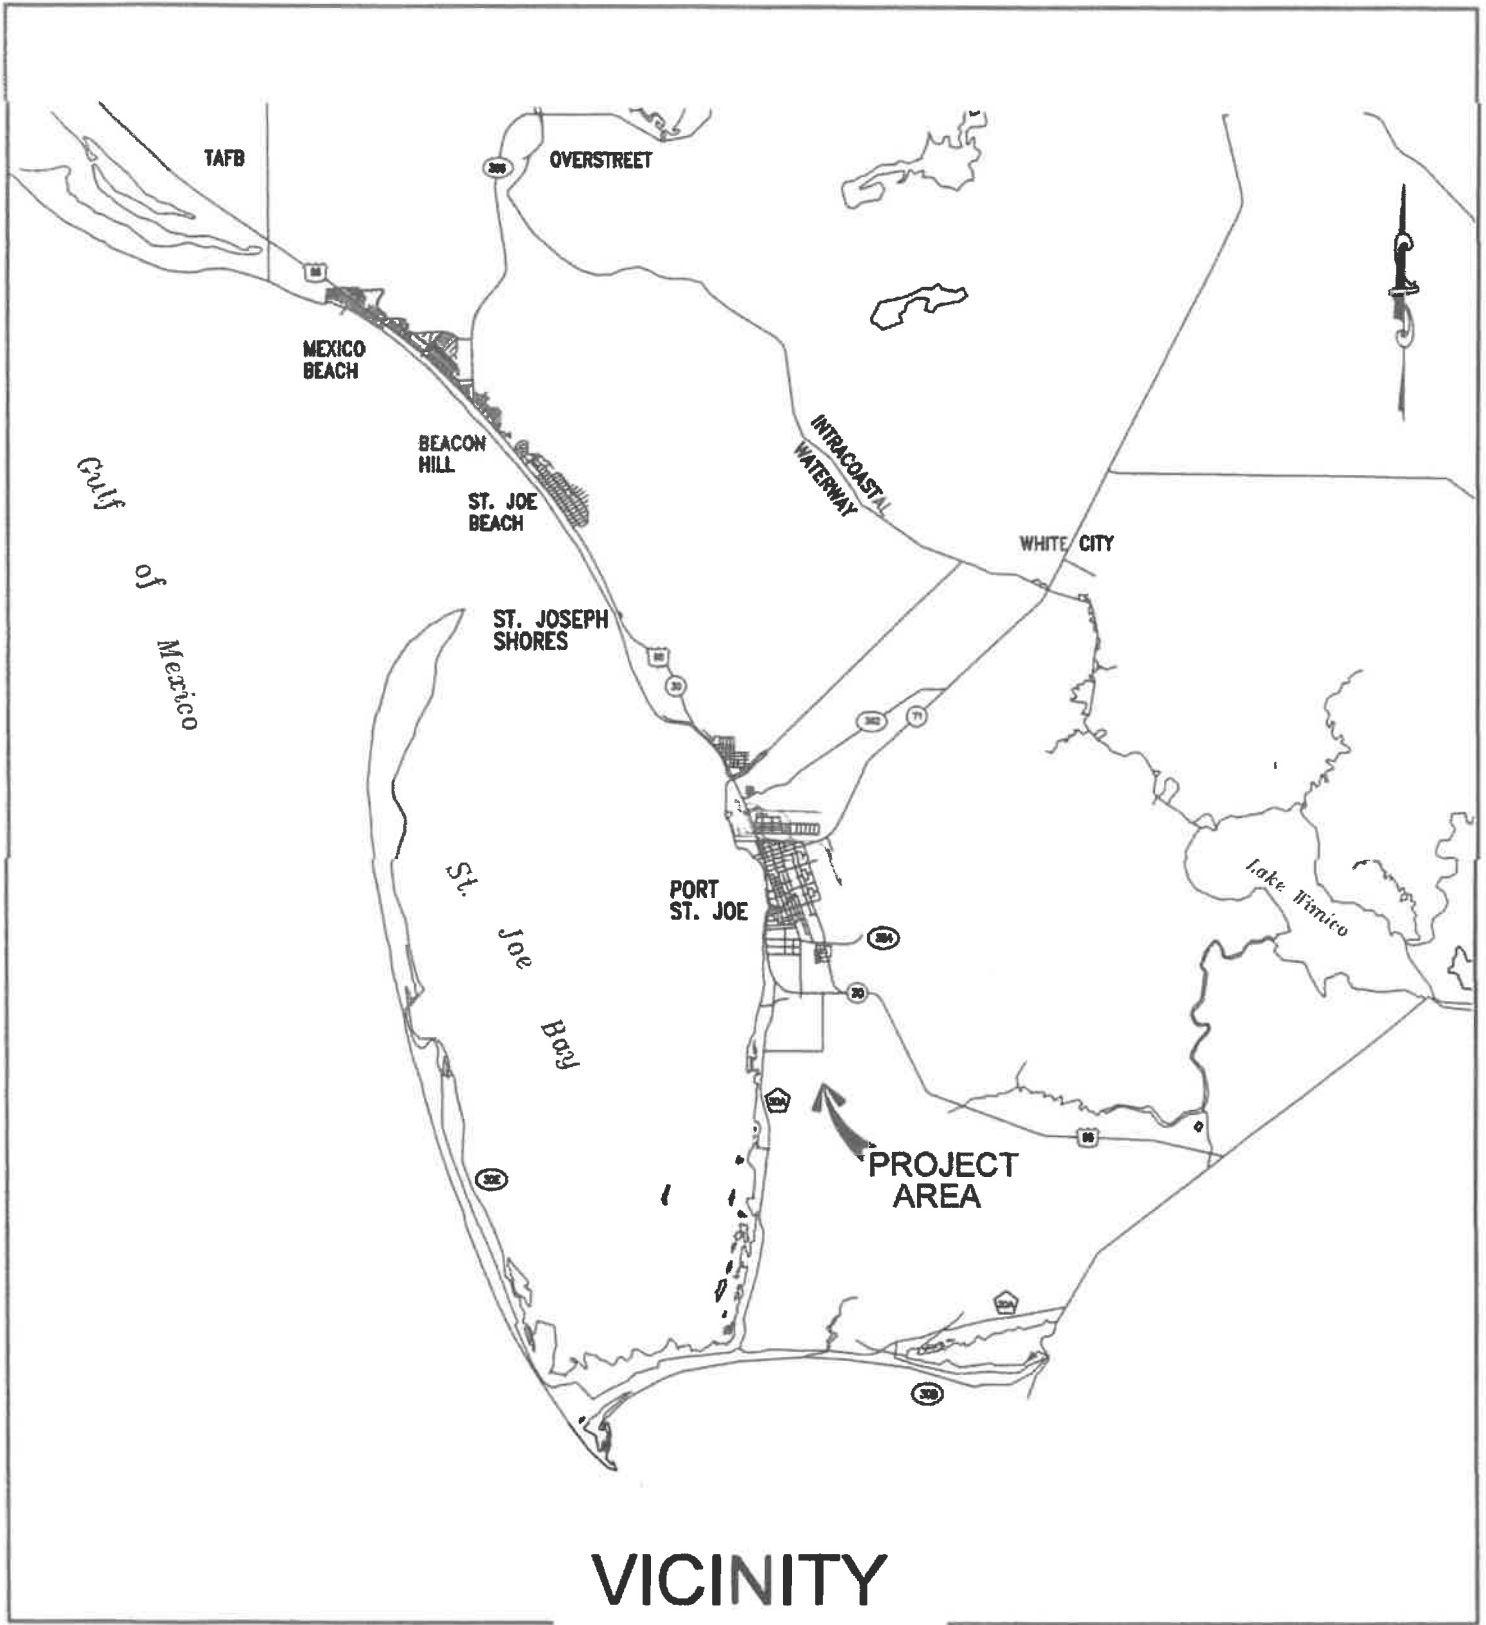 TAFB
OVERSTREET
386
MEXICO
BEACH
BEACON
HILL
ST. JOE
BEACH
INTRACOASTAL
WATERWAY
WHITE CITY
Gulf
of
Mexico
ST. JOSEPH
SHORES
30
382
71
St.
Joe
Bay
PORT
ST. JOE
Lake Wimico
384
30
30A
98
PROJECT
AREA
30E
30A
30B
VICINITY